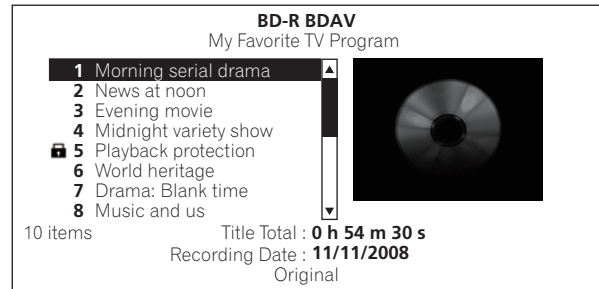 BD-R BDAV
My Favorite TV Program
1 Morning serial drama
2 News at noon
3 Evening movie
4 Midnight variety show
5 Playback protection
6 World heritage
7 Drama: Blank time
8 Music and us
10 items Title Total : 0 h 54 m 30 s
Recording Date : 11/11/2008
Original